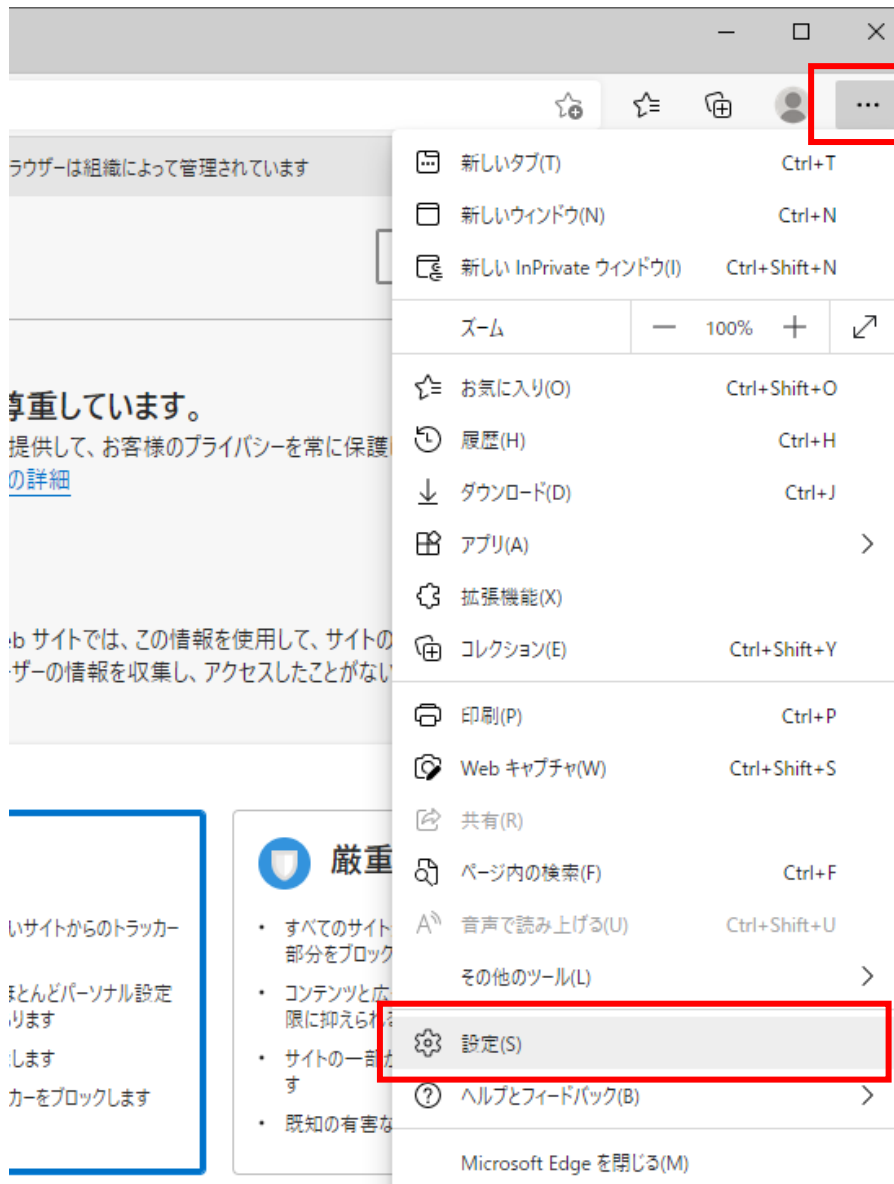 ラウザーは組織によって管理されています
新しいタブ(T) Ctrl+T
新しいウィンドウ(N) Ctrl+N
新しい InPrivate ウィンドウ(I) Ctrl+Shift+N
ズーム 100%
お気に入り(O) Ctrl+Shift+O
履歴(H) Ctrl+H
ダウンロード(D) Ctrl+J
アプリ(A)
拡張機能(X)
コレクション(E) Ctrl+Shift+Y
印刷(P) Ctrl+P
Web キャプチャ(W) Ctrl+Shift+S
共有(R)
ページ内の検索(F) Ctrl+F
音声で読み上げる(U) Ctrl+Shift+U
その他のツール(L)
設定(S)
ヘルプとフィードバック(B)
Microsoft Edge を閉じる(M)
尊重しています。
提供して、お客様のプライバシーを常に保護
の詳細
eb サイトでは、この情報を使用して、サイトの
ーザーの情報を収集し、アクセスしたことがない
いサイトからのトラッカー
ほとんどパーソナル設定
ります
します
カーをブロックします
厳重
• すべてのサイト
部分をブロック
• コンテンツと広
限に抑えられ
• サイトの一部が
す
• 既知の有害な